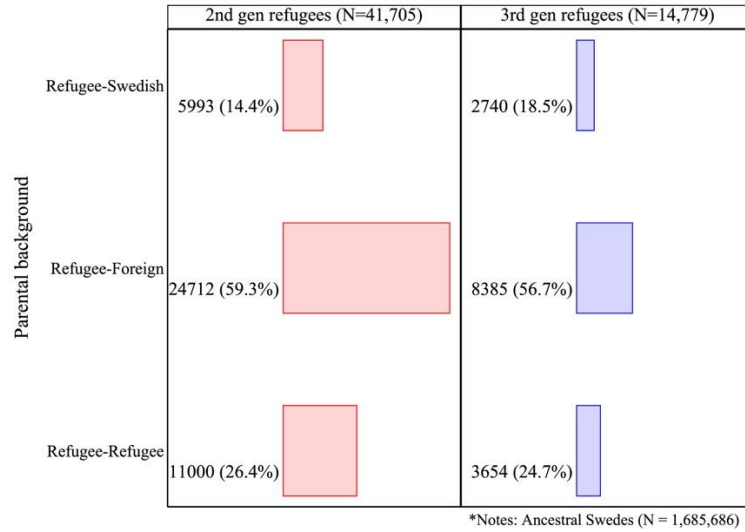 2nd gen refugees (N=41,705)
3rd gen refugees (N=14,779)
Parental background
Refugee-Swedish
5993 (14.4%)
2740 (18.5%)
Refugee-Foreign
24712 (59.3%)
8385 (56.7%)
Refugee-Refugee
11000 (26.4%)
3654 (24.7%)
*Notes: Ancestral Swedes (N = 1,685,686)